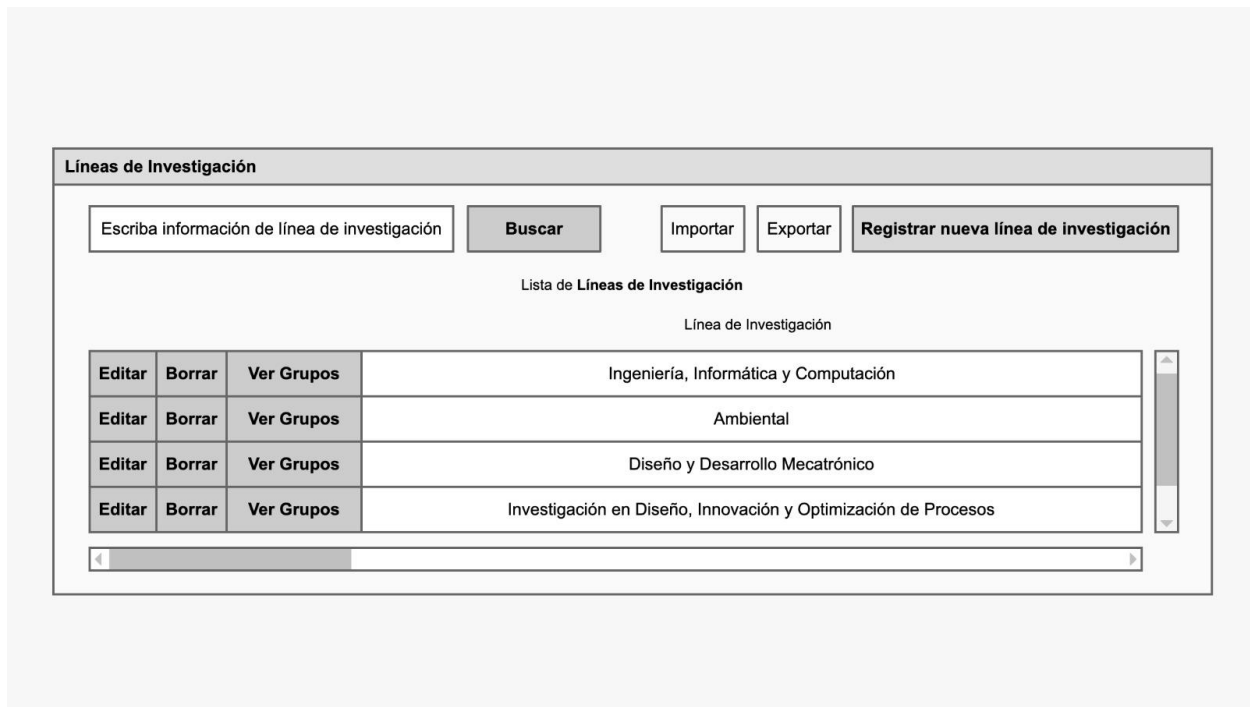 Líneas de Investigación
Escriba información de línea de investigación Buscar Importar Exportar Registrar nueva línea de investigación
Lista de Líneas de Investigación
Línea de Investigación
Editar Borrar Ver Grupos Ingeniería, Informática y Computación
Editar Borrar Ver Grupos Ambiental
Editar Borrar Ver Grupos Diseño y Desarrollo Mecatrónico
Editar Borrar Ver Grupos Investigación en Diseño, Innovación y Optimización de Procesos